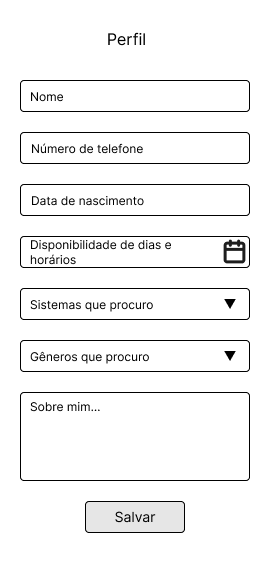 Perfil
Nome
Número de telefone
Data de nascimento
Disponibilidade de dias e
horários
Sistemas que procuro
Gêneros que procuro
Sobre mim...
Salvar